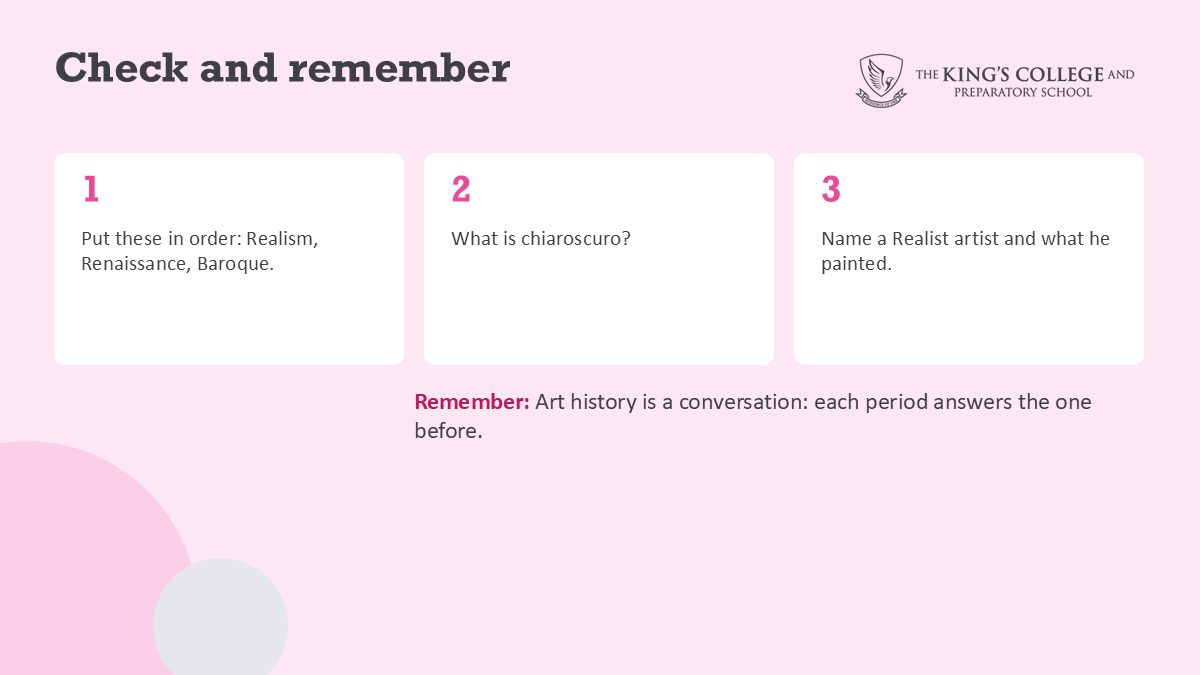 Check and remember
THE KING'S COLLEGE AND
PREPARATORY SCHOOL
1
Put these in order: Realism,
Renaissance, Baroque.
2
What is chiaroscuro?
3
Name a Realist artist and what he
painted.
Remember: Art history is a conversation: each period answers the one
before.